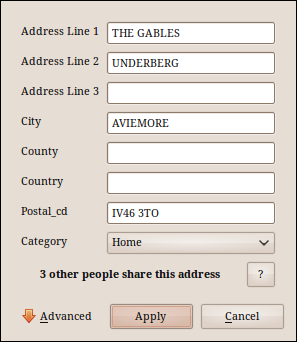 Address Line 1 THE GABLES
Address Line 2 UNDERBERG
Address Line 3
City AVIEMORE
County
Country
Postal_cd IV46 3TO
Category Home
3 other people share this address ?
Advanced Apply Cancel